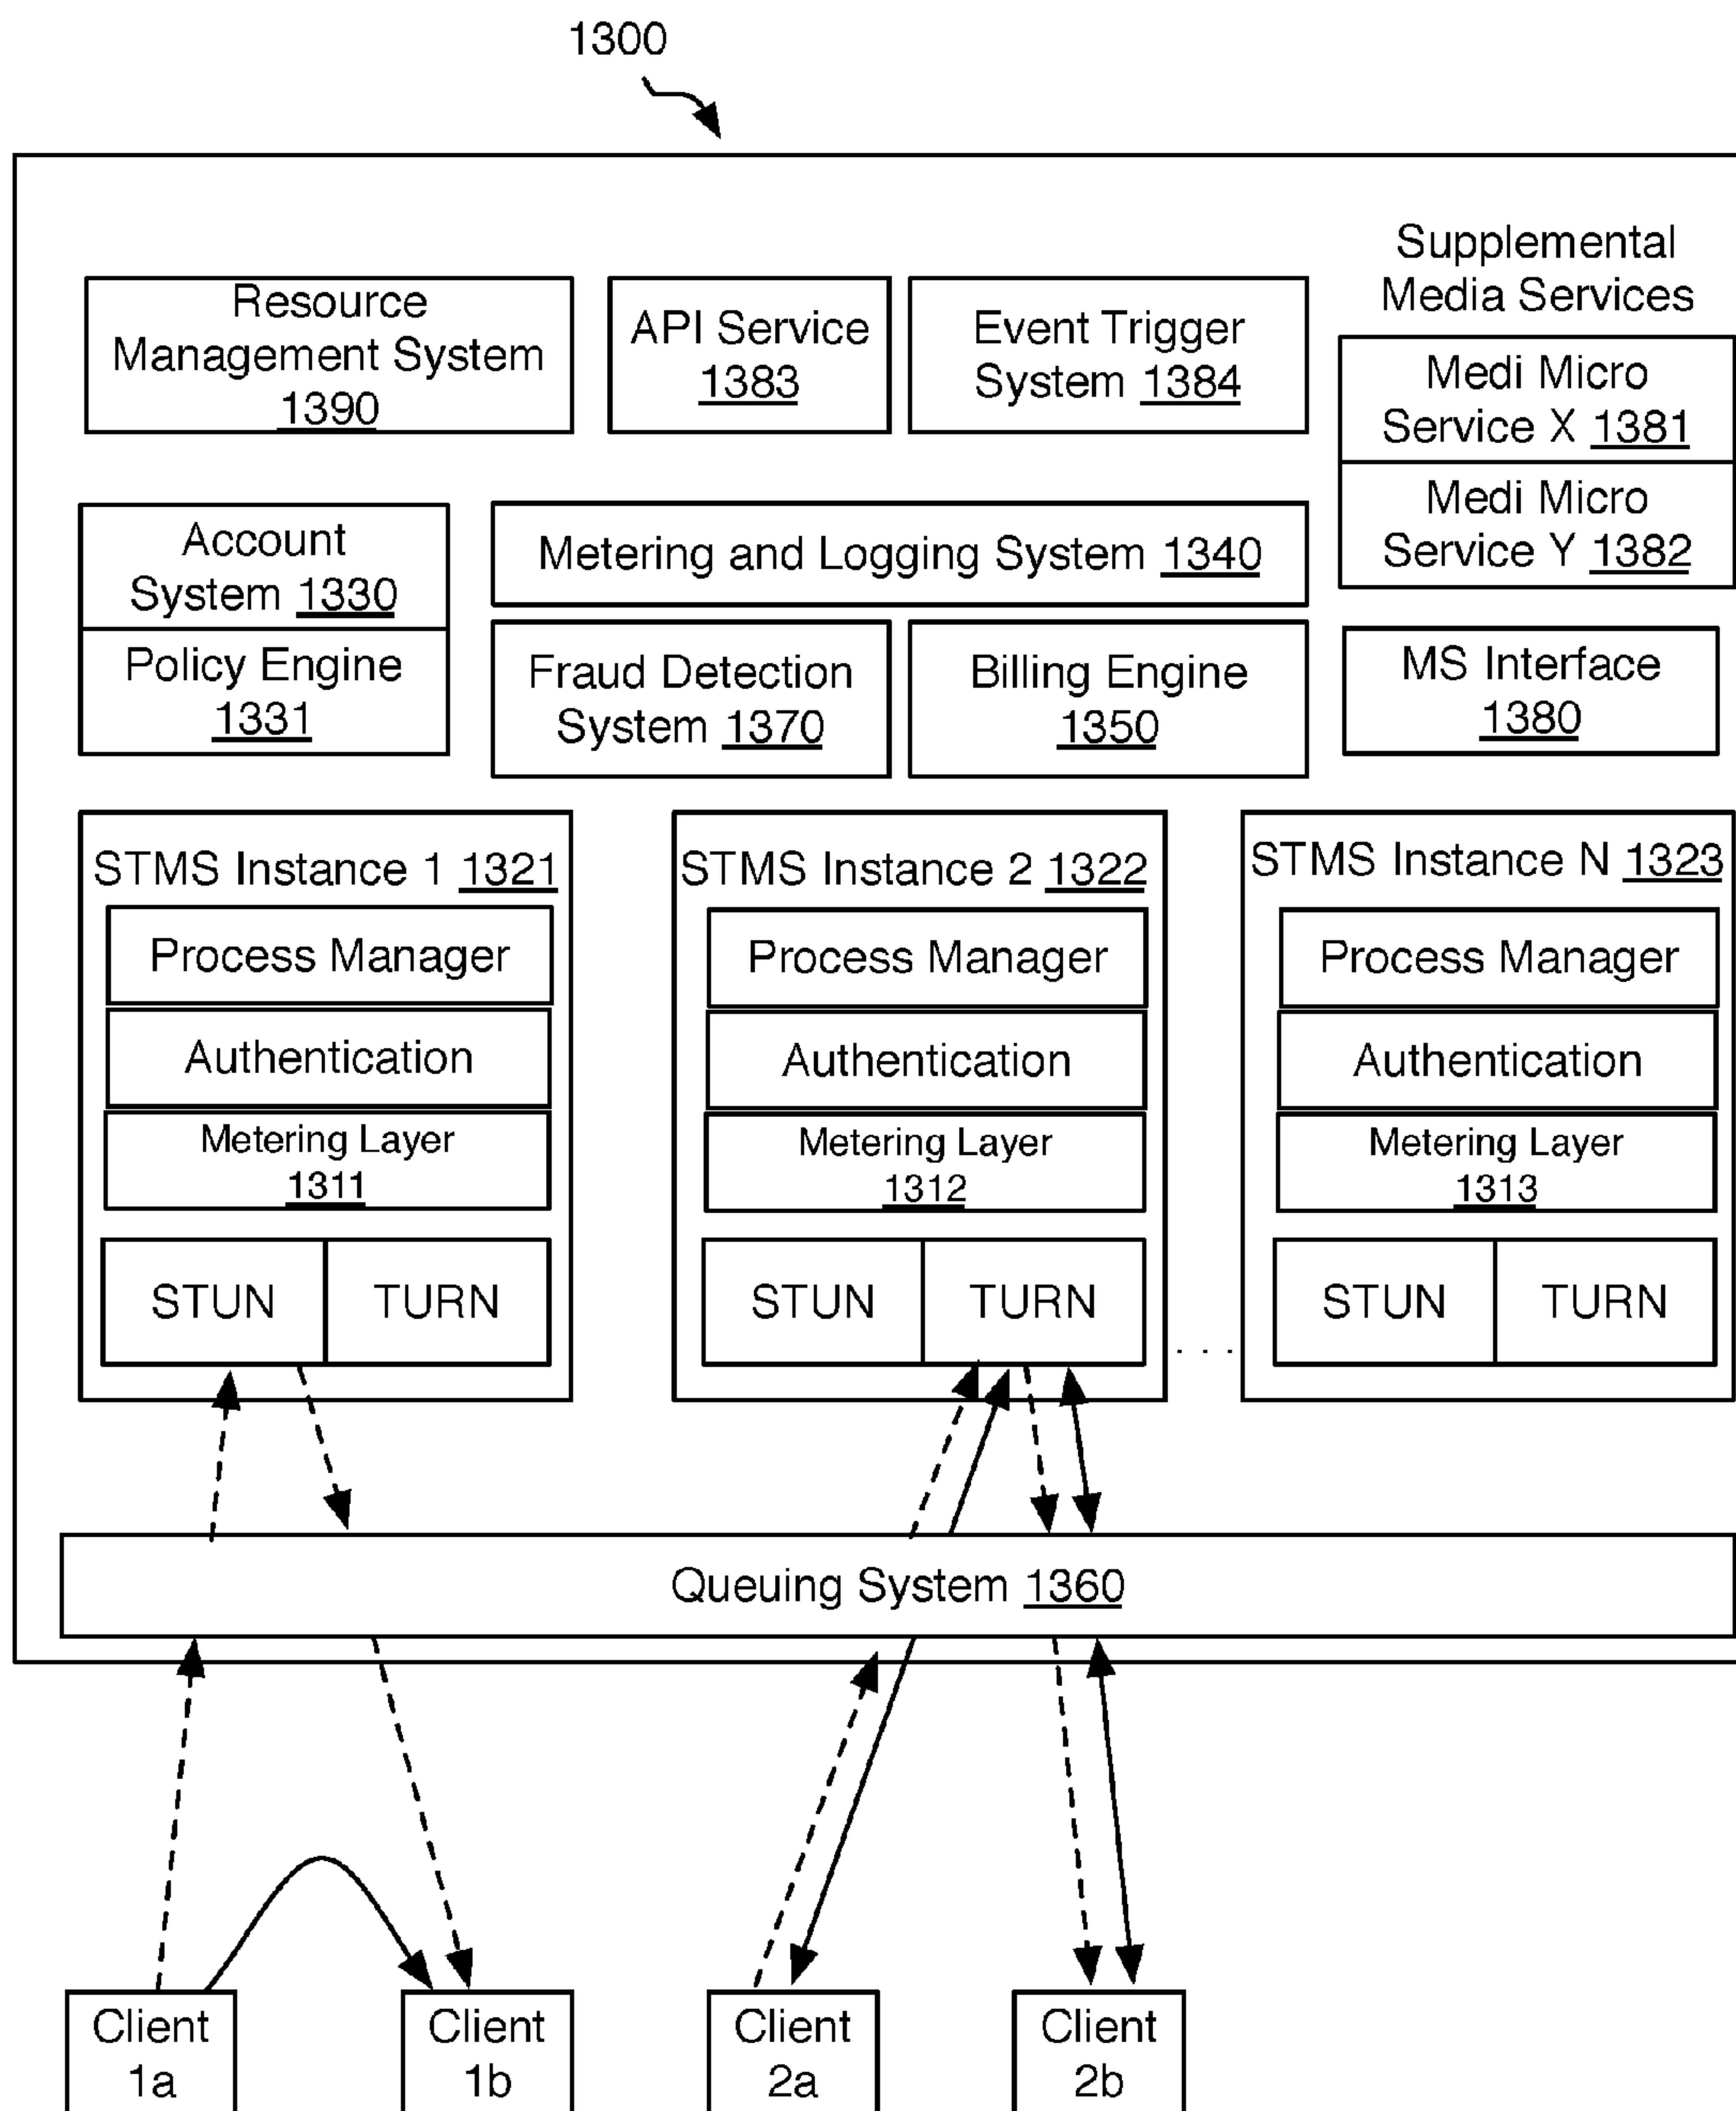 1300
Supplemental
Media Services
Resource
Management System
1390
API Service
1383
Event Trigger
System 1384
Medi Micro
Service X 1381
Medi Micro
Service Y 1382
Account
System 1330
Policy Engine
1331
Metering and Logging System 1340
Fraud Detection
System 1370
Billing Engine
1350
MS Interface
1380
STMS Instance 1 1321
Process Manager
Authentication
Metering Layer
1311
STUN
TURN
STMS Instance 2 1322
Process Manager
Authentication
Metering Layer
1312
STUN
TURN
. . .
STMS Instance N 1323
Process Manager
Authentication
Metering Layer
1313
STUN
TURN
Queuing System 1360
Client
1a
Client
1b
Client
2a
Client
2b